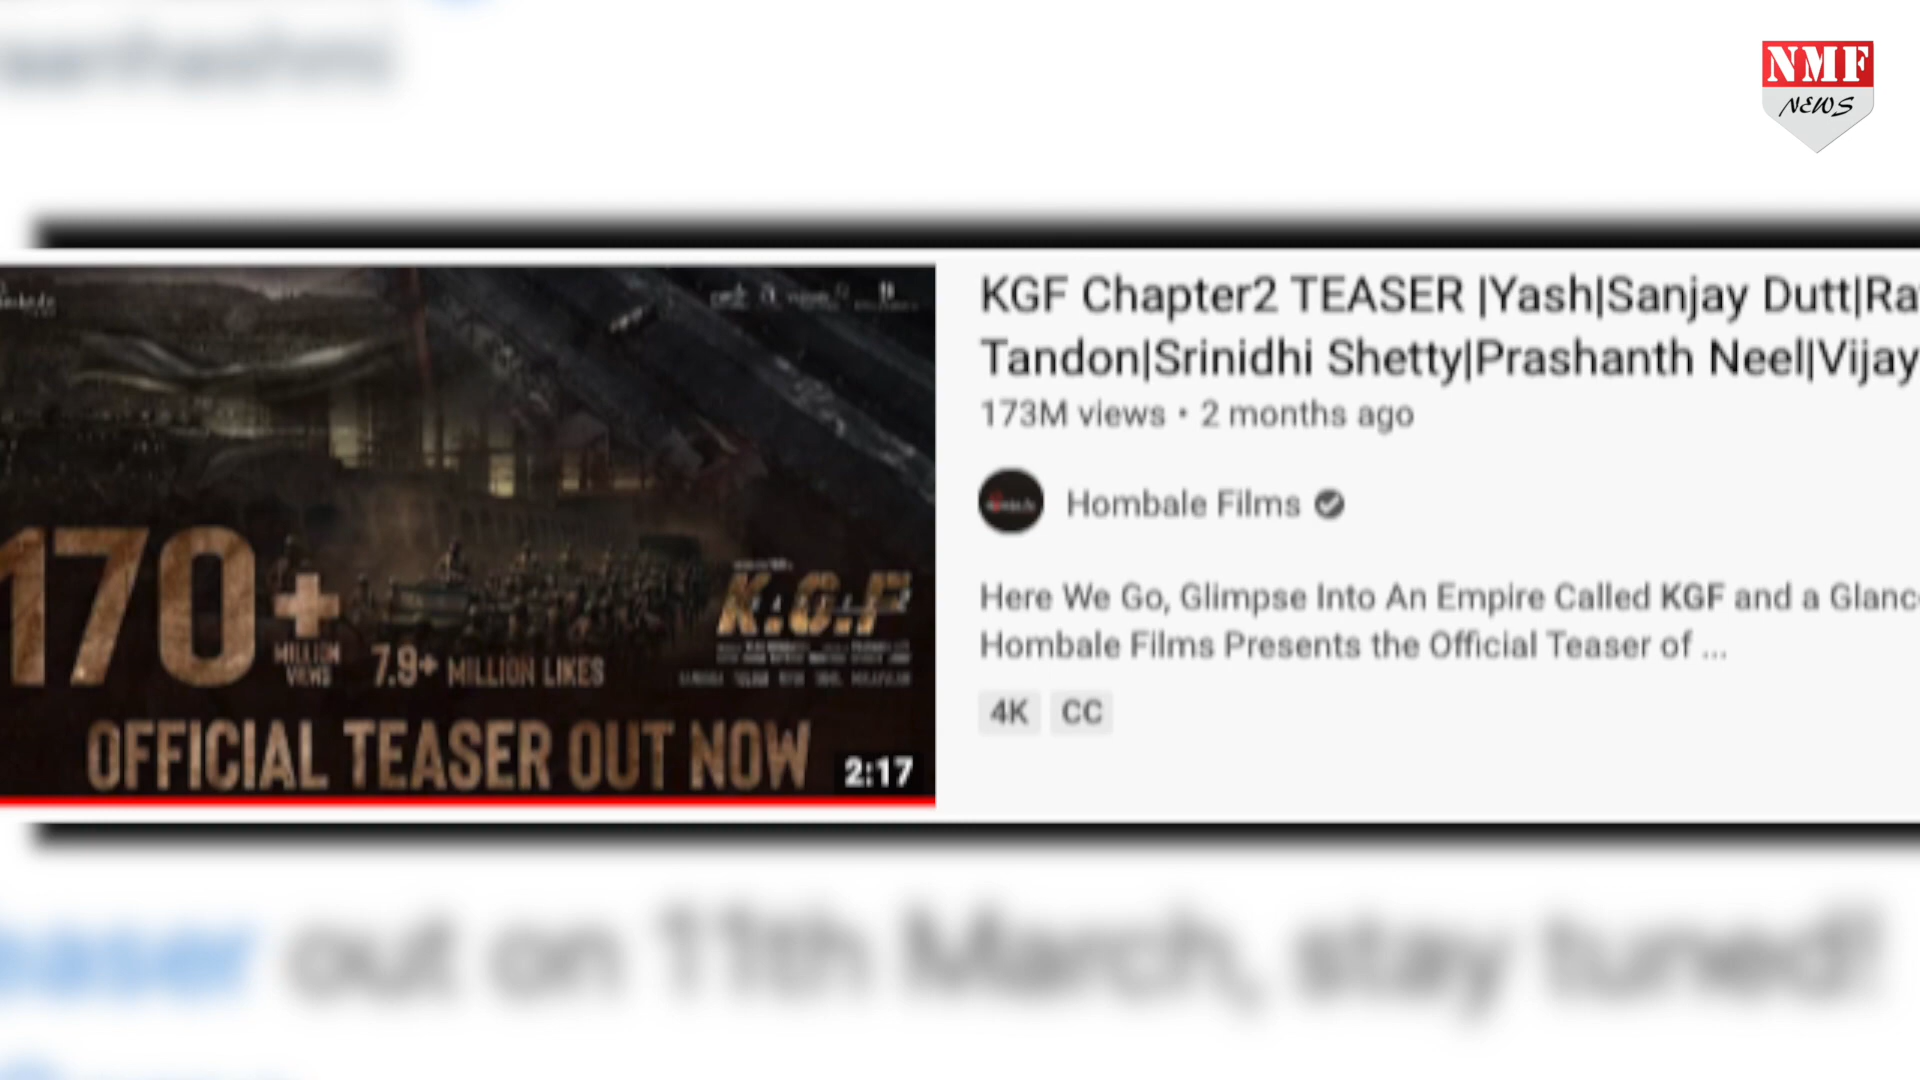 NMF
NEWS
KGF Chapter2 TEASER |Yash|Sanjay Dutt|Ra
Tandon|Srinidhi Shetty|Prashanth Neel|Vijay
173M views • 2 months ago
Hombale Films
Here We Go, Glimpse Into An Empire Called KGF and a Glanc
Hombale Films Presents the Official Teaser of ...
4K CC
170+
MILLION
VIEWS
7.9+ MILLION LIKES
K.G.F
OFFICIAL TEASER OUT NOW
2:17
easer out on 11th March, stay tuned!